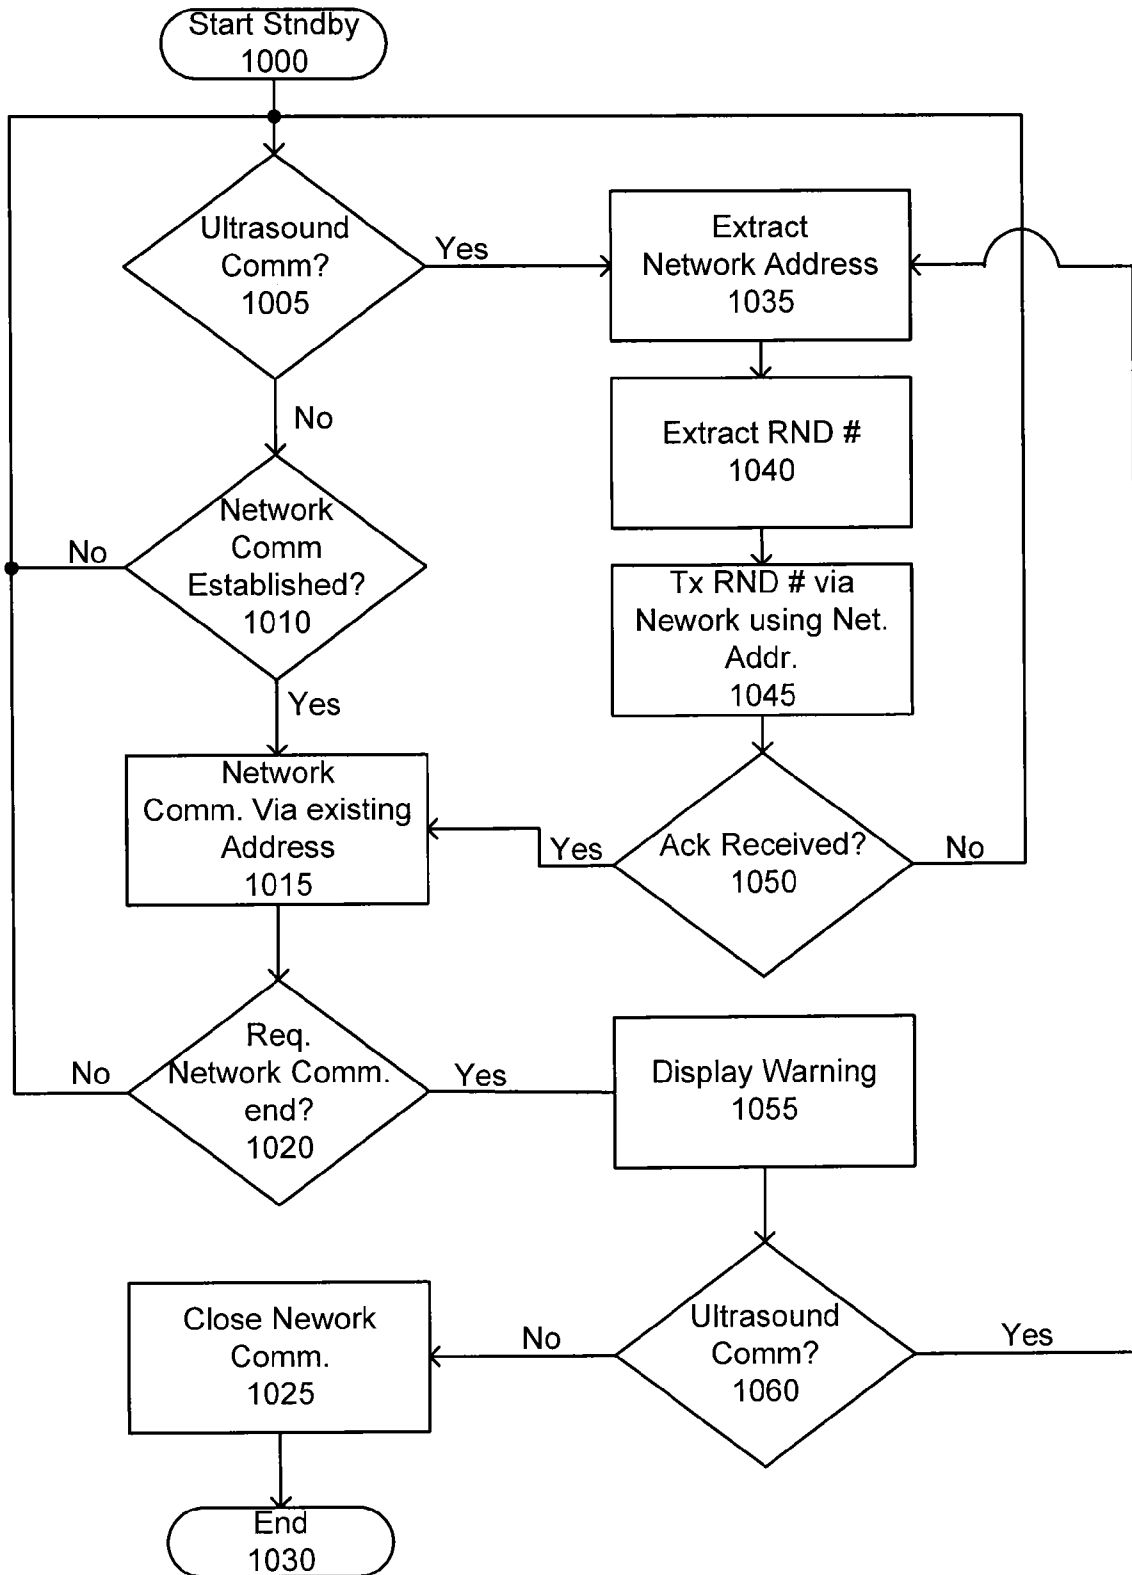 Start Stndby
1000
Ultrasound
Comm?
1005
Yes
Extract
Network Address
1035
No
Extract RND #
1040
Network
Comm
Established?
1010
No
Tx RND # via
Nework using Net.
Addr.
1045
Yes
Network
Comm. Via existing
Address
1015
Yes
Ack Received?
1050
No
Req.
Network Comm.
end?
1020
No
Yes
Display Warning
1055
Close Nework
Comm.
1025
No
Ultrasound
Comm?
1060
Yes
End
1030